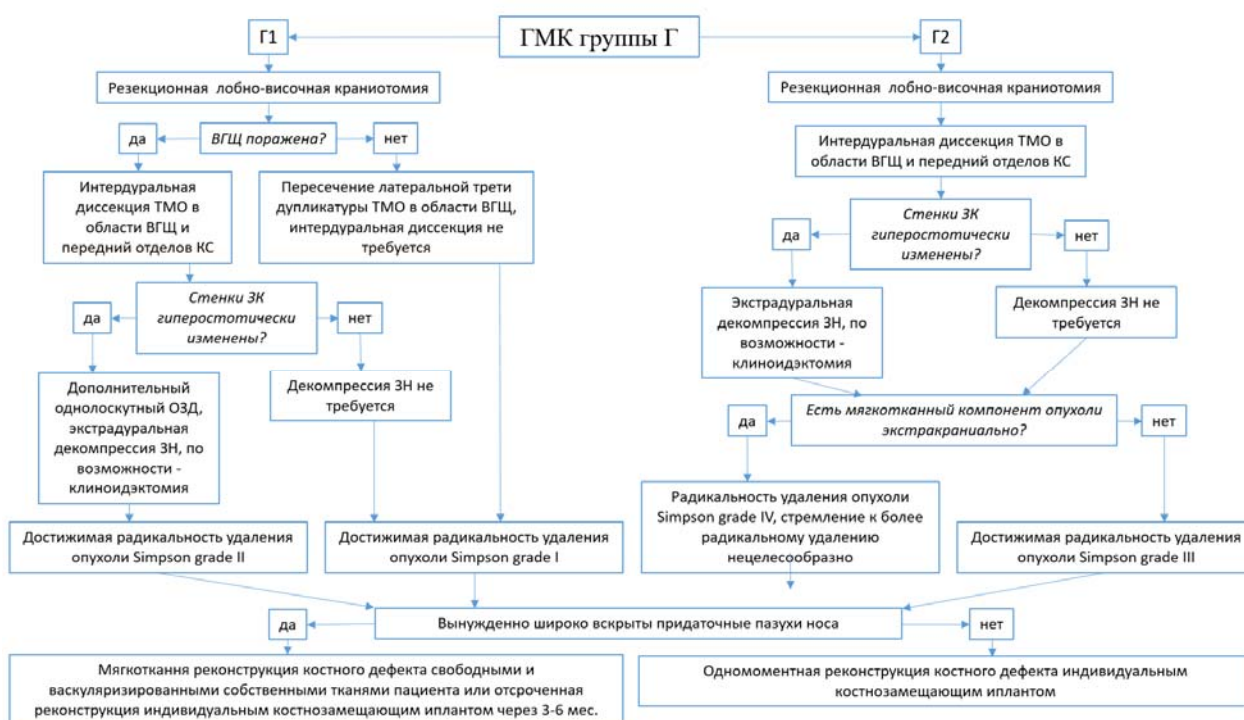 Г1
ГМК группы Г
Г2
Резекционная лобно-височная краниотомия
Резекционная лобно-височная краниотомия
да
ВГЩ поражена?
нет
Интердуральная диссекция ТМО в
области ВГЩ и передний отделов КС
Интердуральная
диссекция ТМО в
области ВГЩ и
передний отделов КС
Пересечение латеральной трети
дупликатуры ТМО в области ВГЩ,
интердуральная диссекция не
требуется
да
Стенки ЗК
гиперостотически
изменены?
нет
да
Стенки ЗК
гиперостотически
изменены?
нет
Экстрадуральная
декомпрессия ЗН, по
возможности -
клиноидэктомия
Декомпрессия ЗН не
требуется
Дополнительный
однолоскутный ОЗД,
экстрадуральная
декомпрессия ЗН, по
возможности -
клиноидэктомия
Декомпрессия ЗН не
требуется
да
Есть мягкотканный компонент опухоли
экстракраниально?
нет
Радикальность удаления опухоли
Simpson grade IV, стремление к более
радикальному удалению
нецелесообразно
Достижимая радикальность удаления
опухоли Simpson grade II
Достижимая радикальность удаления
опухоли Simpson grade I
Достижимая радикальность удаления
опухоли Simpson grade III
да
Вынужденно широко вскрыты придаточные пазухи носа
нет
Мягкоткання реконструкция костного дефекта свободными и
васкуляризированными собственными тканями пациента или отсроченная
реконструкция индивидуальным костнозамещающим иплантом через 3-6 мес.
Одномоментная реконструкция костного дефекта индивидуальным
костнозамещающим иплантом